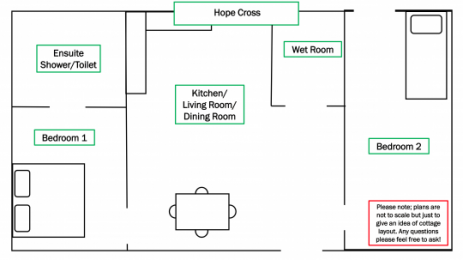 Hope Cross
Ensuite
Shower/Toilet
Wet Room
Kitchen/
Living Room/
Dining Room
Bedroom 1
Bedroom 2
Please note; plans are
not to scale but just to
give an idea of cottage
layout. Any questions
please feel free to ask!